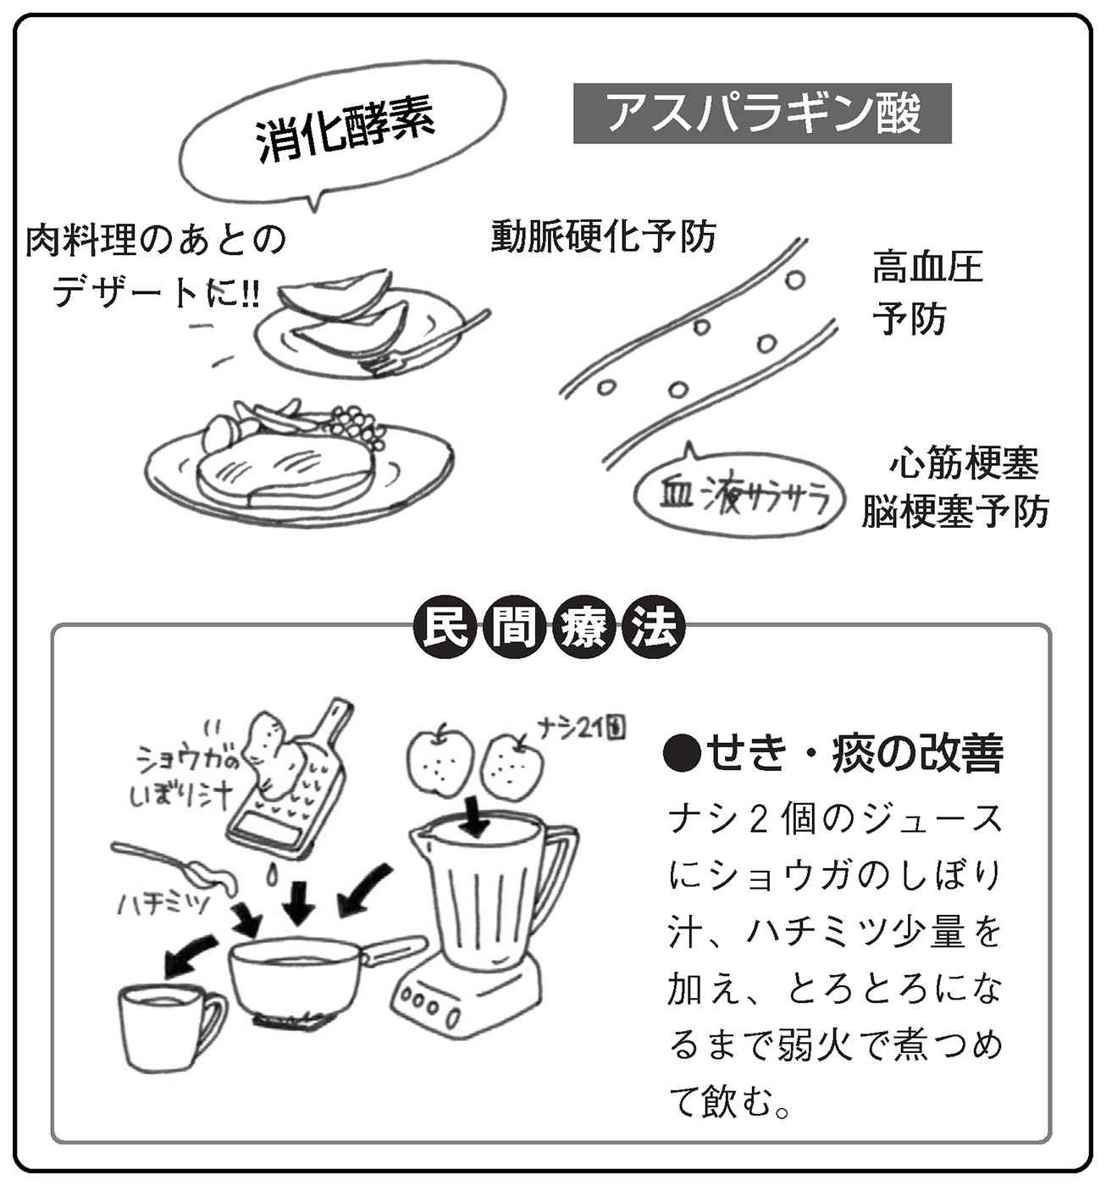 消化酵素
アスパラギン酸
肉料理のあとの
デザートに!!
動脈硬化予防
高血圧
予防
血液サラサラ
心筋梗塞
脳梗塞予防
民間療法
ショウガの
しぼり汁
ナシ2個
ハチミツ
●せき・痰の改善
ナシ2個のジュース
にショウガのしぼり
汁、ハチミツ少量を
加え、とろとろにな
るまで弱火で煮つめ
て飲む。